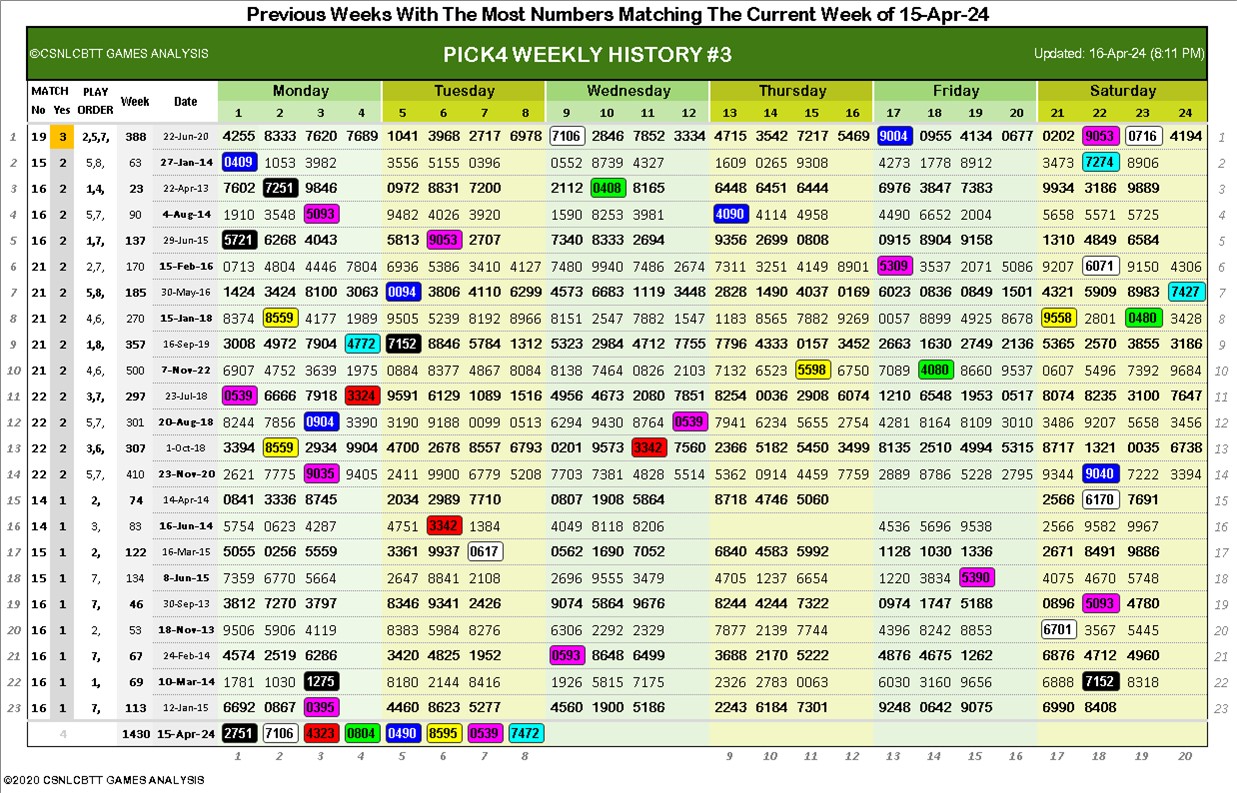 Previous Weeks With The Most Numbers Matching The Current Week of 15-Apr-24
©CSNLCBTT GAMES ANALYSIS PICK4 WEEKLY HISTORY #3 Updated: 16-Apr-24 (8:11 PM)
MATCH PLAY Week Date Monday Tuesday Wednesday Thursday Friday Saturday
No Yes ORDER 1 2 3 4 5 6 7 8 9 10 11 12 13 14 15 16 17 18 19 20 21 22 23 24
1 19 3 2,5,7, 388 22-Jun-20 4255 8333 7620 7689 1041 3968 2717 6978 7106 2846 7852 3334 4715 3542 7217 5469 9004 0955 4134 0677 0202 9053 0716 4194 1
2 15 2 5,8, 63 27-Jan-14 0409 1053 3982 3556 5155 0396 0552 8739 4327 1609 0265 9308 4273 1778 8912 3473 7274 8906 2
3 16 2 1,4, 23 22-Apr-13 7602 7251 9846 0972 8831 7200 2112 0408 8165 6448 6451 6444 6976 3847 7383 9934 3186 9889 3
4 16 2 5,7, 90 4-Aug-14 1910 3548 5093 9482 4026 3920 1590 8253 3981 4090 4114 4958 4490 6652 2004 5658 5571 5725 4
5 16 2 1,7, 137 29-Jun-15 5721 6268 4043 5813 9053 2707 7340 8333 2694 9356 2699 0808 0915 8904 9158 1310 4849 6584 5
6 21 2 2,7, 170 15-Feb-16 0713 4804 4446 7804 6936 5386 3410 4127 7480 9940 7486 2674 7311 3251 4149 8901 5309 3537 2071 5086 9207 6071 9150 4306 6
7 21 2 5,8, 185 30-May-16 1424 3424 8100 3063 0094 3806 4110 6299 4573 6683 1119 3448 2828 1490 4037 0169 6023 0836 0849 1501 4321 5909 8983 7427 7
8 21 2 4,6, 270 15-Jan-18 8374 8559 4177 1989 9505 5239 8192 8966 8151 2547 7882 1547 1183 8565 7882 9269 0057 8899 4925 8678 9558 2801 0480 3428 8
9 21 2 1,8, 357 16-Sep-19 3008 4972 7904 4772 7152 8846 5784 1312 5323 2984 4712 7755 7796 4333 0157 3452 2663 1630 2749 2136 5365 2570 3855 3186 9
10 21 2 4,6, 500 7-Nov-22 6907 4752 3639 1975 0884 8377 4867 8084 8138 7464 0826 2103 7132 6523 5598 6750 7089 4080 8660 9537 0607 5496 7392 9684 10
11 22 2 3,7, 297 23-Jul-18 0539 6666 7918 3324 9591 6129 1089 1516 4956 4673 2080 7851 8254 0036 2908 6074 1210 6548 1953 0517 8074 8235 3100 7647 11
12 22 2 5,7, 301 20-Aug-18 8244 7856 0904 3390 3190 9188 0099 0513 6294 9430 8764 0539 7941 6234 5655 2754 4281 8164 8109 3010 3486 9207 5658 3456 12
13 22 2 3,6, 307 1-Oct-18 3394 8559 2934 9904 4700 2678 8557 6793 0201 9573 3342 7560 2366 5182 5450 3499 8135 2510 4994 5315 8717 1321 0035 6738 13
14 22 2 5,7, 410 23-Nov-20 2621 7775 9035 9405 2411 9900 6779 5208 7703 7381 4828 5514 5362 0914 4459 7759 2889 8786 5228 2795 9344 9040 7222 3394 14
15 14 1 2, 74 14-Apr-14 0841 3336 8745 2034 2989 7710 0807 1908 5864 8718 4746 5060 2566 6170 7691 15
16 14 1 3, 83 16-Jun-14 5754 0623 4287 4751 3342 1384 4049 8118 8206 4536 5696 9538 2566 9582 9967 16
17 15 1 2, 122 16-Mar-15 5055 0256 5559 3361 9937 0617 0562 1690 7052 6840 4583 5992 1128 1030 1336 2671 8491 9886 17
18 15 1 7, 134 8-Jun-15 7359 6770 5664 2647 8841 2108 2696 9555 3479 4705 1237 6654 1220 3834 5390 4075 4670 5748 18
19 16 1 7, 46 30-Sep-13 3812 7270 3797 8346 9341 2426 9074 5864 9676 8244 2414 7322 0974 1747 5188 0896 5093 4780 19
20 16 1 2, 53 18-Nov-13 9506 5906 4119 8383 5984 8276 6306 2292 2329 7877 2139 7744 4396 8242 8853 6701 3567 5445 20
21 16 1 7, 67 24-Feb-14 4574 2519 6286 3420 4825 1952 0593 8648 6499 3688 2170 5222 4876 4675 1262 6876 4712 4960 21
22 16 1 1, 69 10-Mar-14 1781 1030 1275 8180 2144 8416 1926 5815 7175 2326 2783 0063 6030 3160 9656 6888 7152 8318 22
23 16 1 7, 113 12-Jan-15 6692 0867 0395 4460 8623 5277 4560 1900 5186 2243 6184 7301 9248 0642 9075 6990 8408 23
4 1430 15-Apr-24 2751 7106 4323 0804 0490 8595 0539 7472
1 2 3 4 5 6 7 8 9 10 11 12 13 14 15 16 17 18 19 20
©2020 CSNLCBTT GAMES ANALYSIS